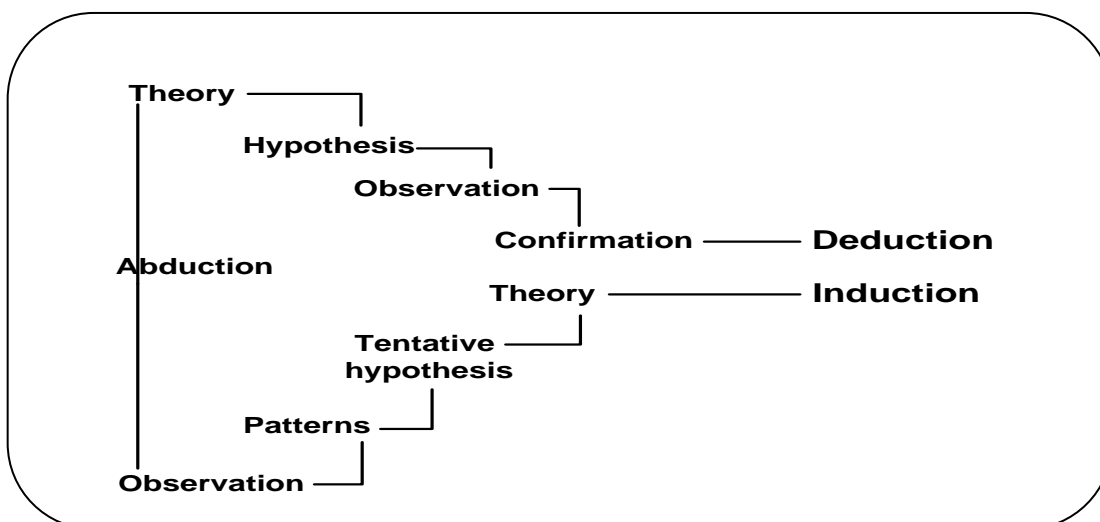 Theory
Hypothesis
Observation
Confirmation Deduction
Abduction
Theory Induction
Tentative
hypothesis
Patterns
Observation